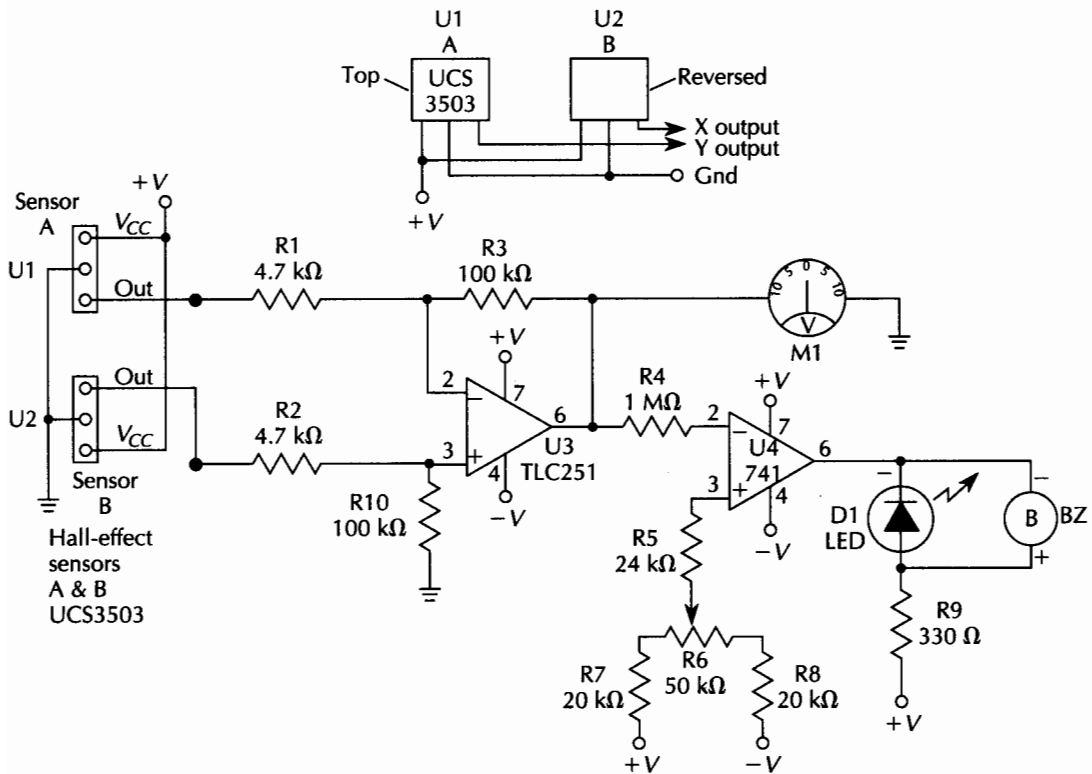 U1
A
U2
B
Top
UCS
3503
Reversed
X output
Y output
Gnd
+V
+V
Sensor
A
VCC
U1
Out
R1
4.7 kΩ
R3
100 kΩ
10 5 0 5 10
V
M1
+V
2
−
7
6
3
+
4
−V
U3
TLC251
Out
U2
VCC
Sensor
B
R2
4.7 kΩ
R10
100 kΩ
R4
1 MΩ
+V
2
−
7
U4
741
6
3
+
4
−V
−
D1
LED
−
B
BZ
+
Hall-effect
sensors
A & B
UCS3503
R5
24 kΩ
R9
330 Ω
R7
20 kΩ
R6
50 kΩ
R8
20 kΩ
+V
−V
+V